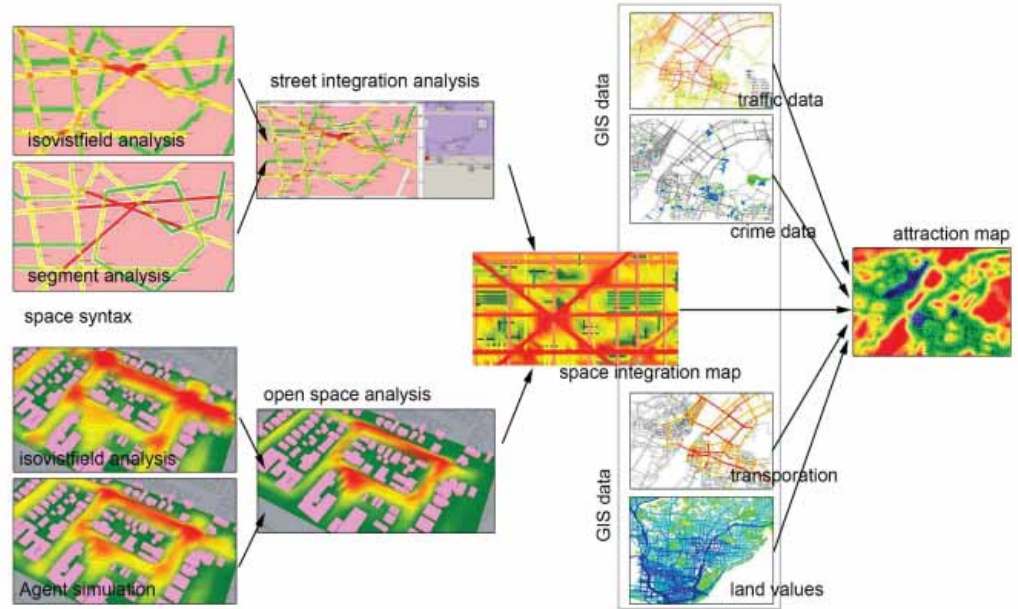 isovistfield analysis
segment analysis
space syntax
isovistfield analysis
Agent simulation
street integration analysis
open space analysis
space integration map
GIS data
traffic data
crime data
GIS data
transporation
land values
attraction map